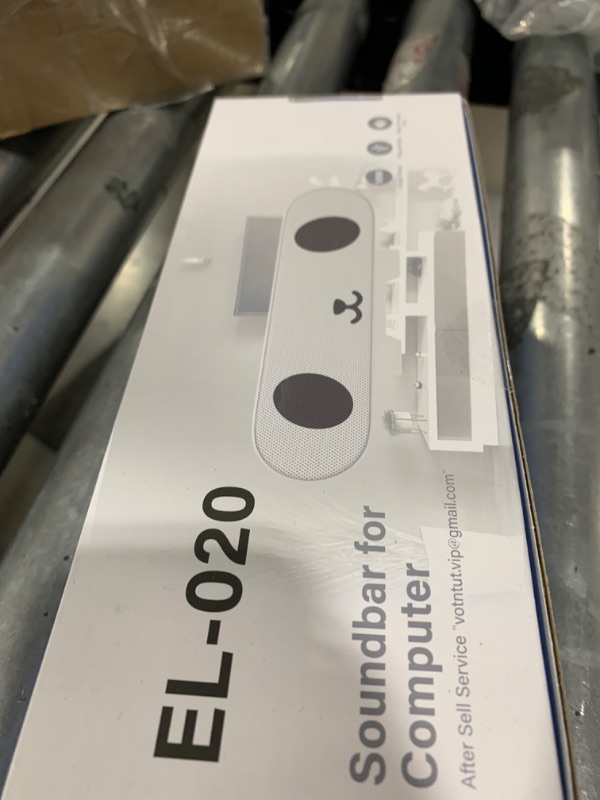 EL-020
Soundbar for
Computer
After Sell Service "votntut.vip@gmail.com"